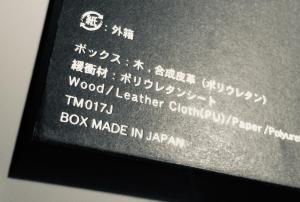 紙:外箱
ボックス:木,合成皮革(ポリウレタン)
緩衝材:ポリウレタンシート
Wood/Leather Cloth(PU)/Paper/Polyuret
TM017J
BOX MADE IN JAPAN